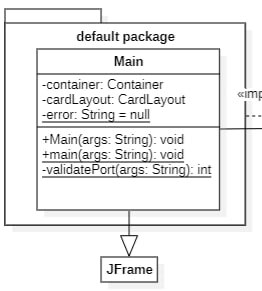 default package
Main
-container: Container
-cardLayout: CardLayout
-error: String = null
«imp
+Main(args: String): void
+main(args: String): void
-validatePort(args: String): int
JFrame